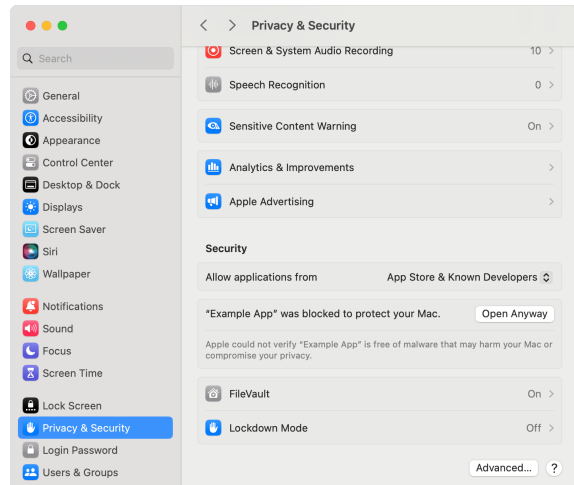 Search
General
Accessibility
Appearance
Control Center
Desktop & Dock
Displays
Screen Saver
Siri
Wallpaper
Notifications
Sound
Focus
Screen Time
Lock Screen
Privacy & Security
Login Password
Users & Groups
Privacy & Security
Screen & System Audio Recording 10
Speech Recognition 0
Sensitive Content Warning On
Analytics & Improvements
Apple Advertising
Security
Allow applications from App Store & Known Developers
“Example App” was blocked to protect your Mac. Open Anyway
Apple could not verify “Example App” is free of malware that may harm your Mac or
compromise your privacy.
FileVault On
Lockdown Mode Off
Advanced... ?